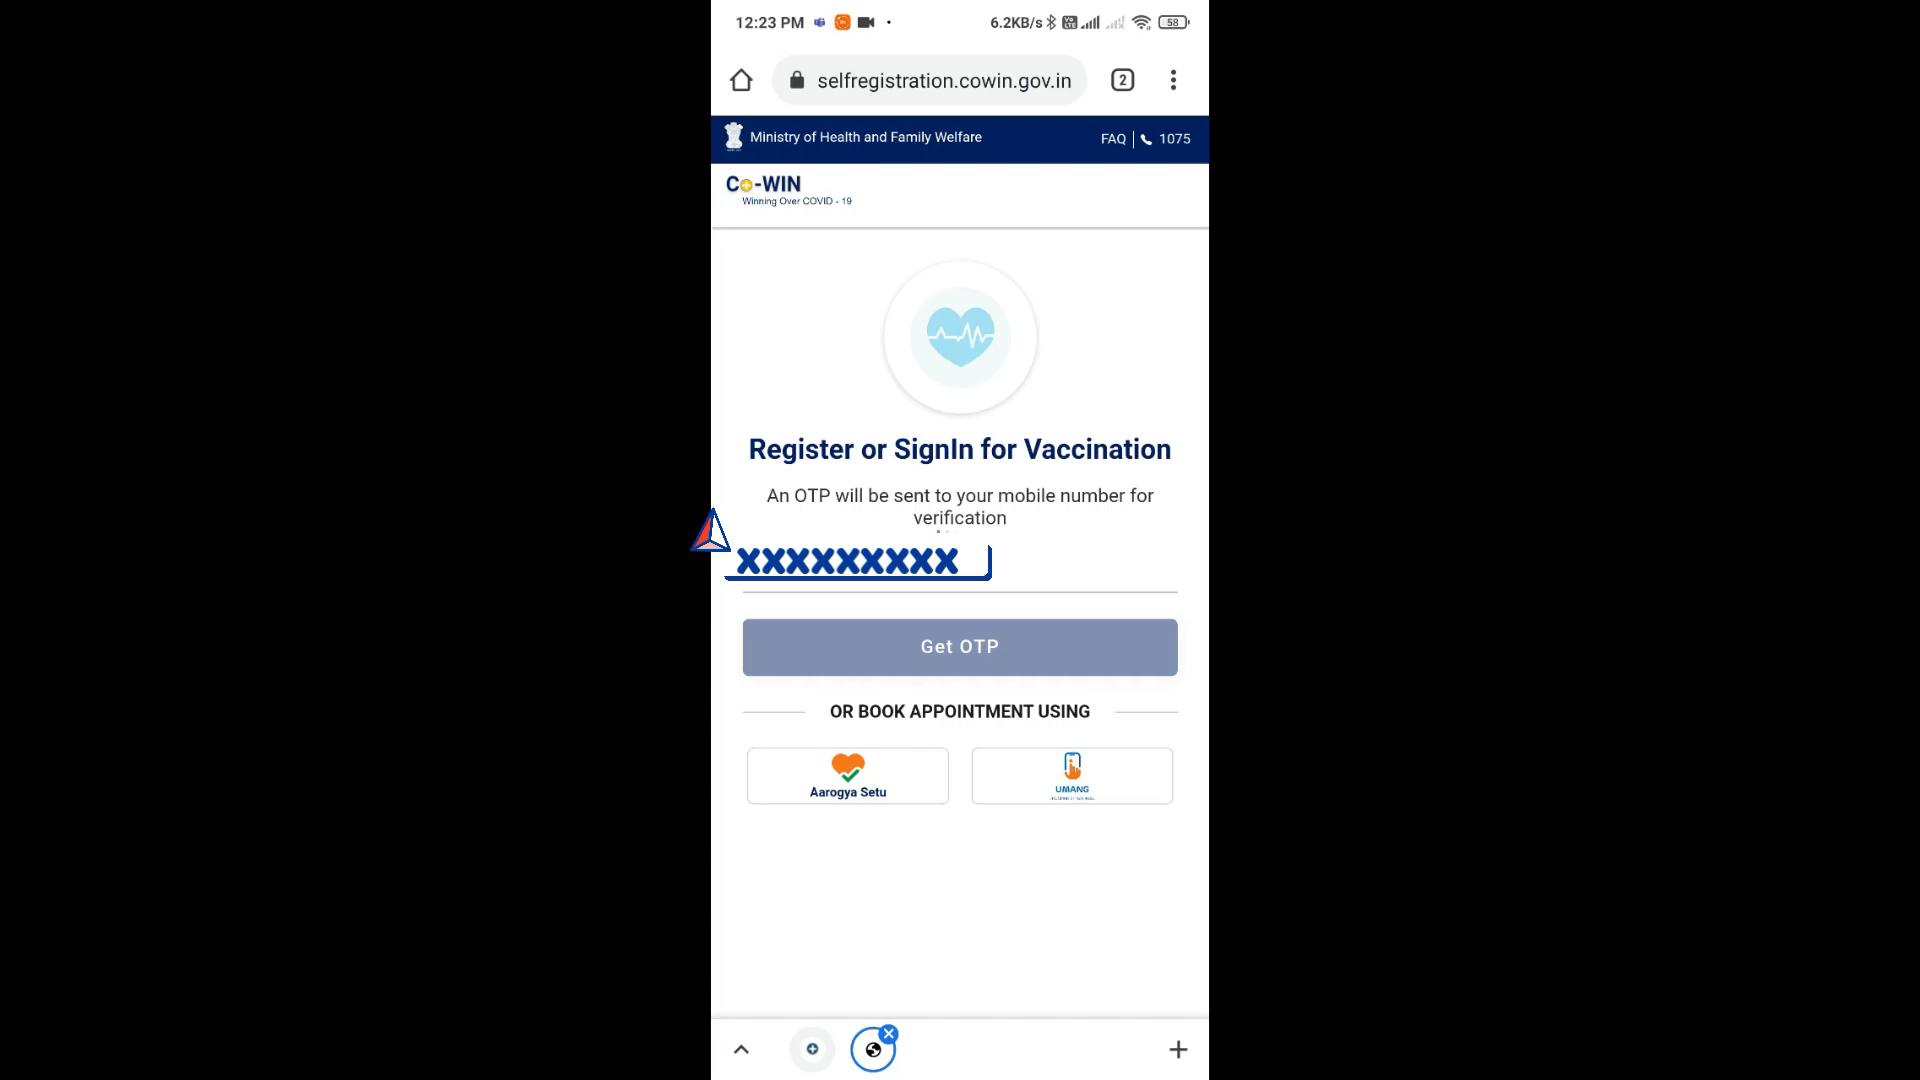 12:23 PM
6.2KB/s
58
selfregistration.cowin.gov.in
2
Ministry of Health and Family Welfare
FAQ
1075
Co-WIN
Winning Over COVID - 19
Register or SignIn for Vaccination
An OTP will be sent to your mobile number for
verification
xxxxxxxxx
Get OTP
OR BOOK APPOINTMENT USING
Aarogya Setu
UMANG